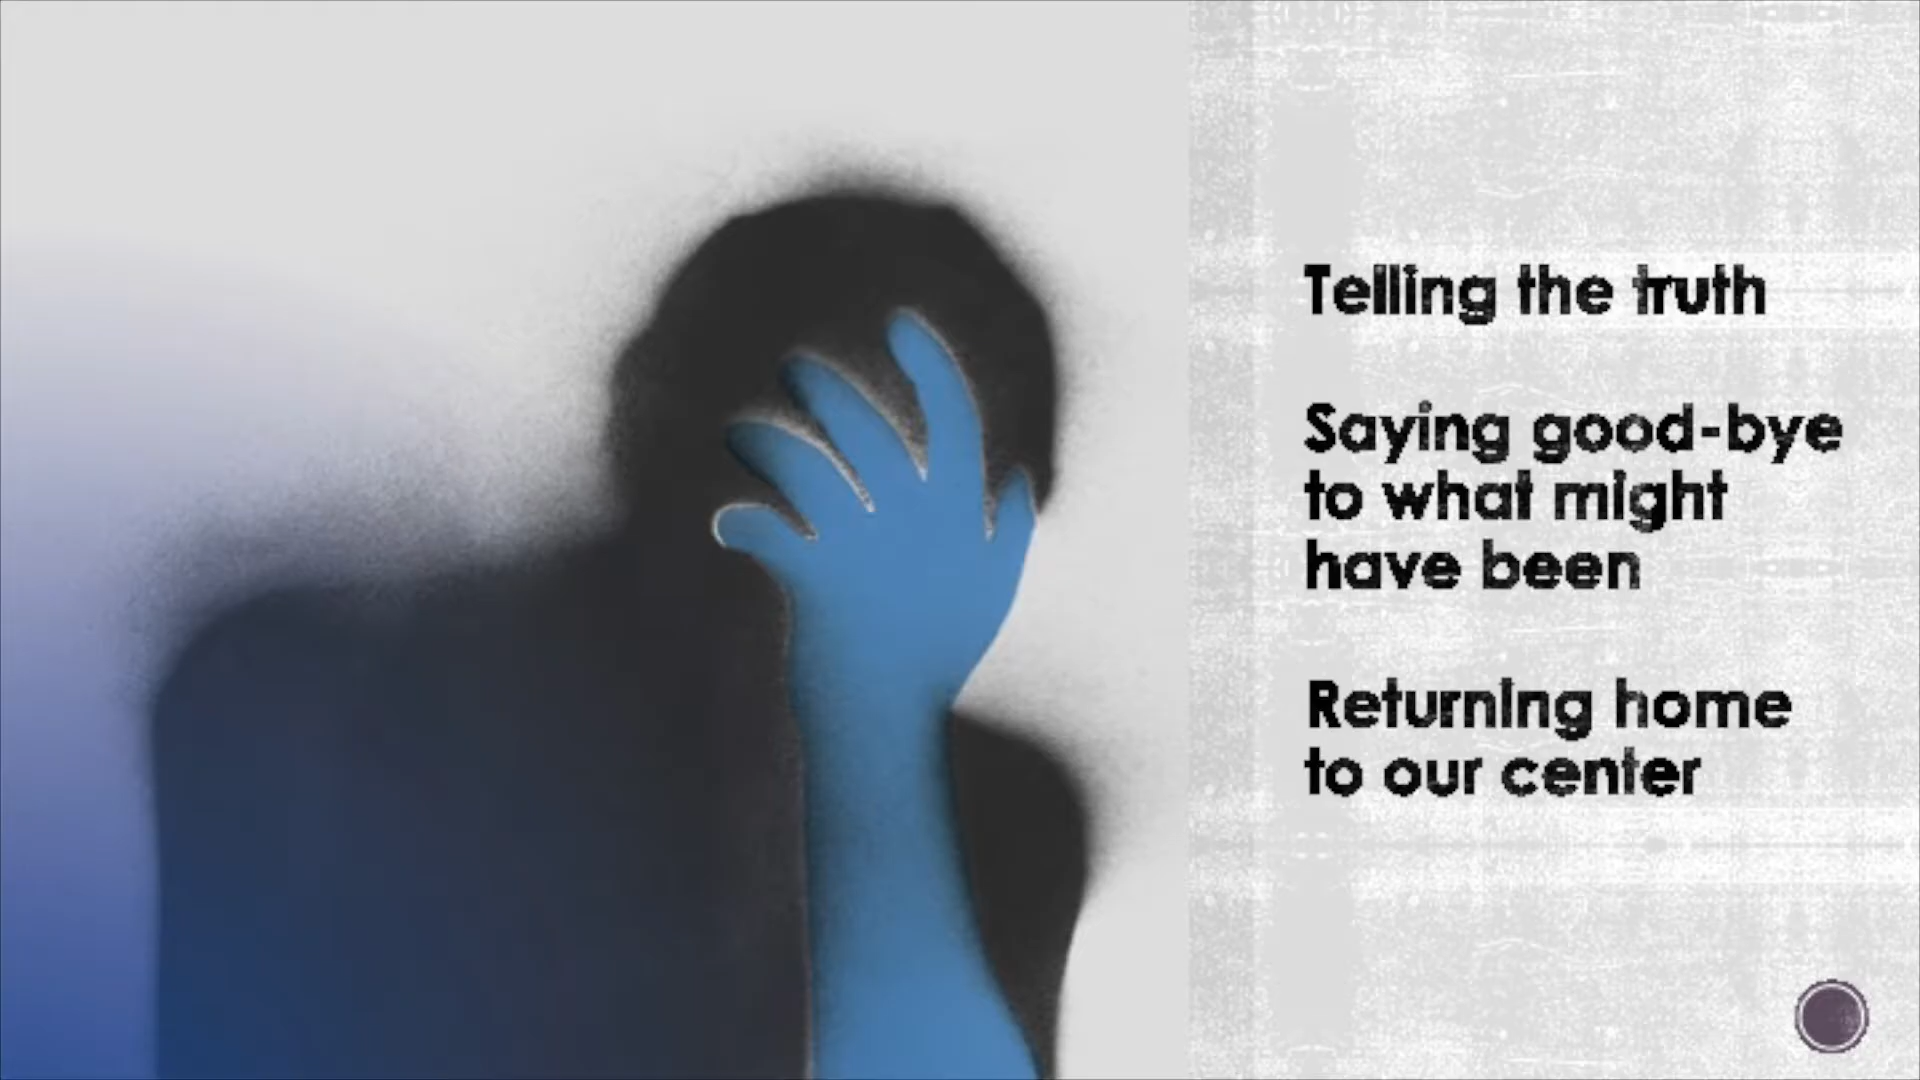 Telling the truth
Saying good-bye
to what might
have been
Returning home
to our center